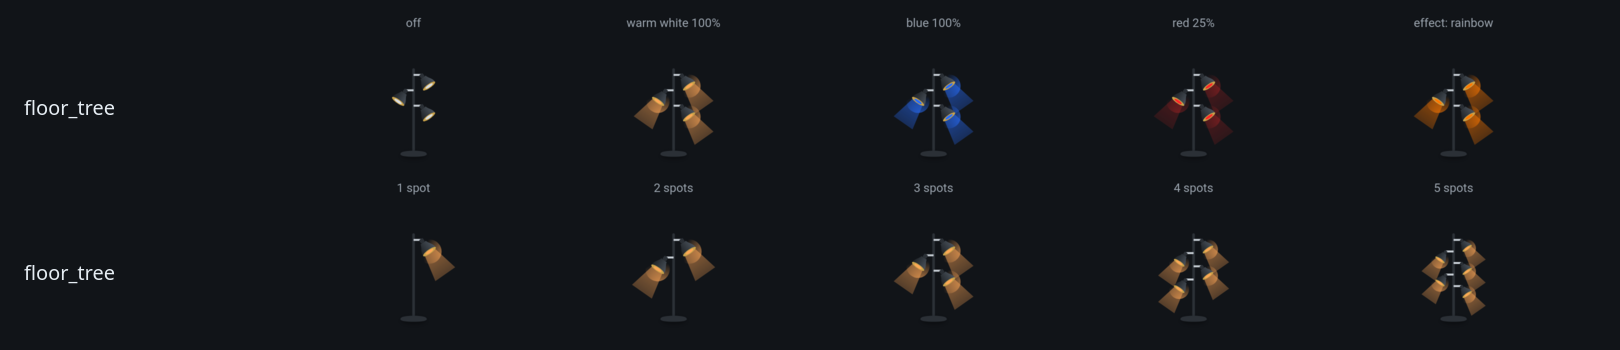 off warm white 100% blue 100% red 25% effect: rainbow
floor_tree
1 spot 2 spots 3 spots 4 spots 5 spots
floor_tree